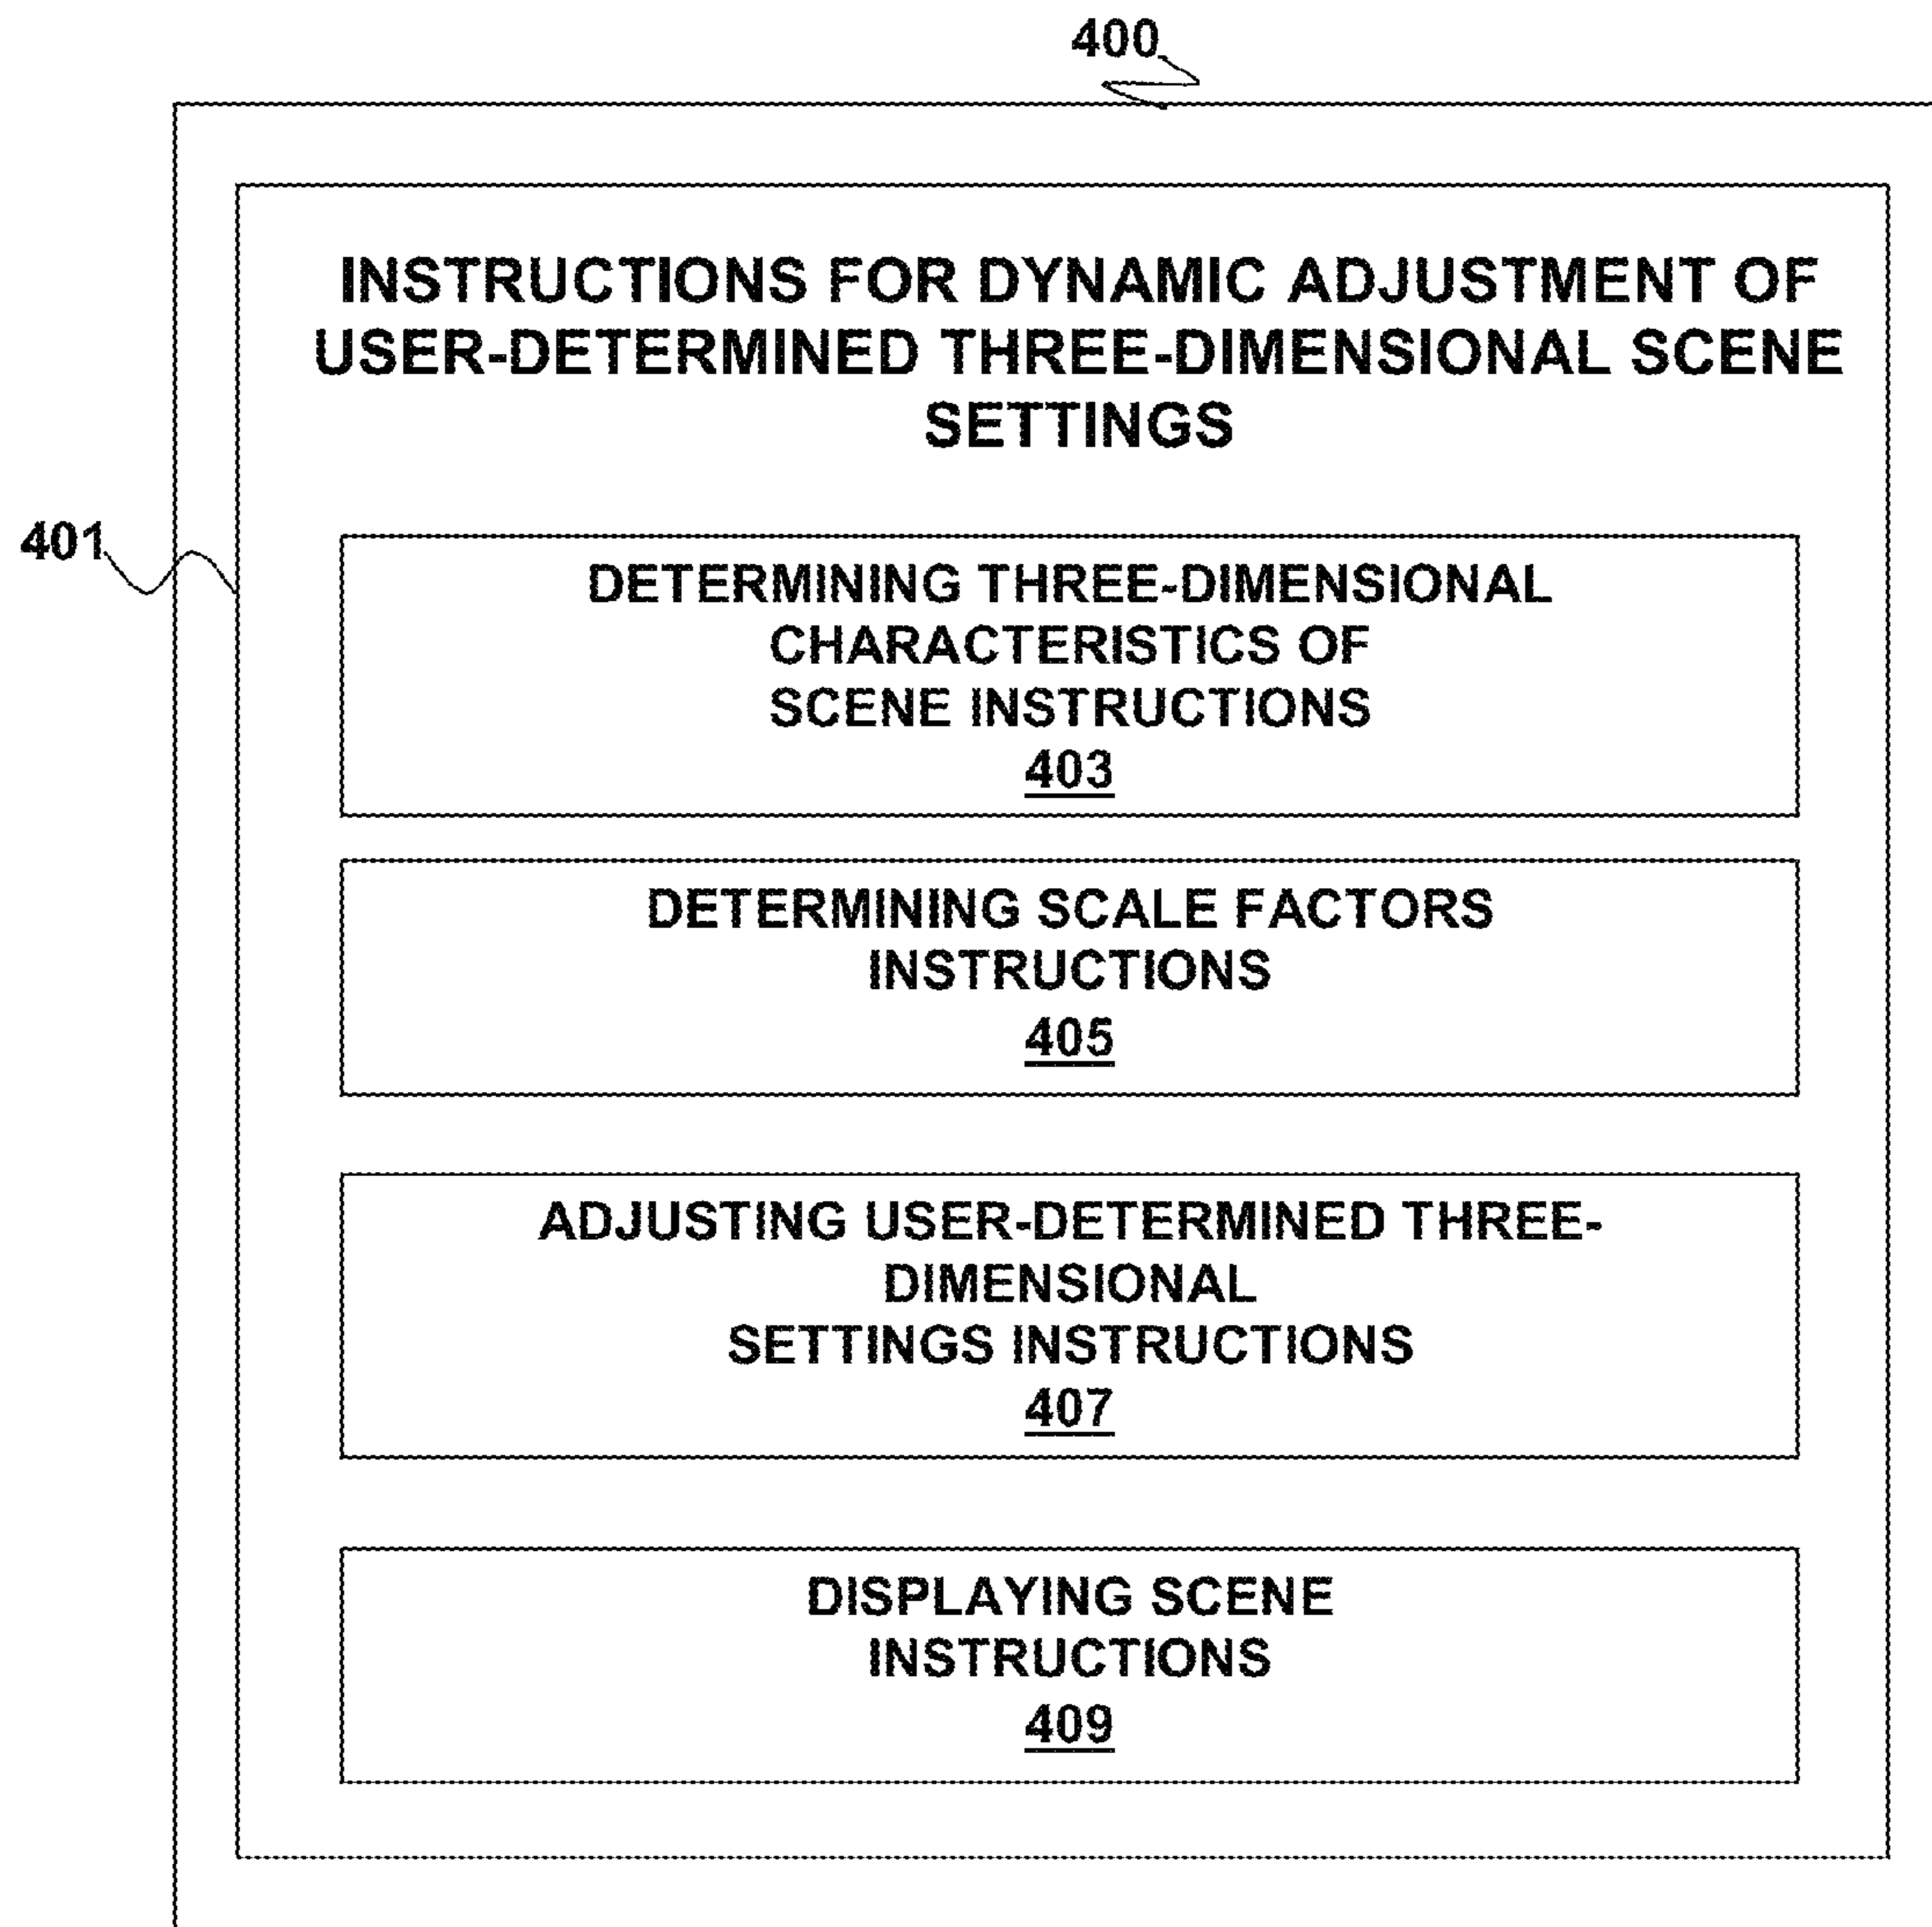 400
INSTRUCTIONS FOR DYNAMIC ADJUSTMENT OF
USER-DETERMINED THREE-DIMENSIONAL SCENE
SETTINGS
401
DETERMINING THREE-DIMENSIONAL
CHARACTERISTICS OF
SCENE INSTRUCTIONS
403
DETERMINING SCALE FACTORS
INSTRUCTIONS
405
ADJUSTING USER-DETERMINED THREE-
DIMENSIONAL
SETTINGS INSTRUCTIONS
407
DISPLAYING SCENE
INSTRUCTIONS
409